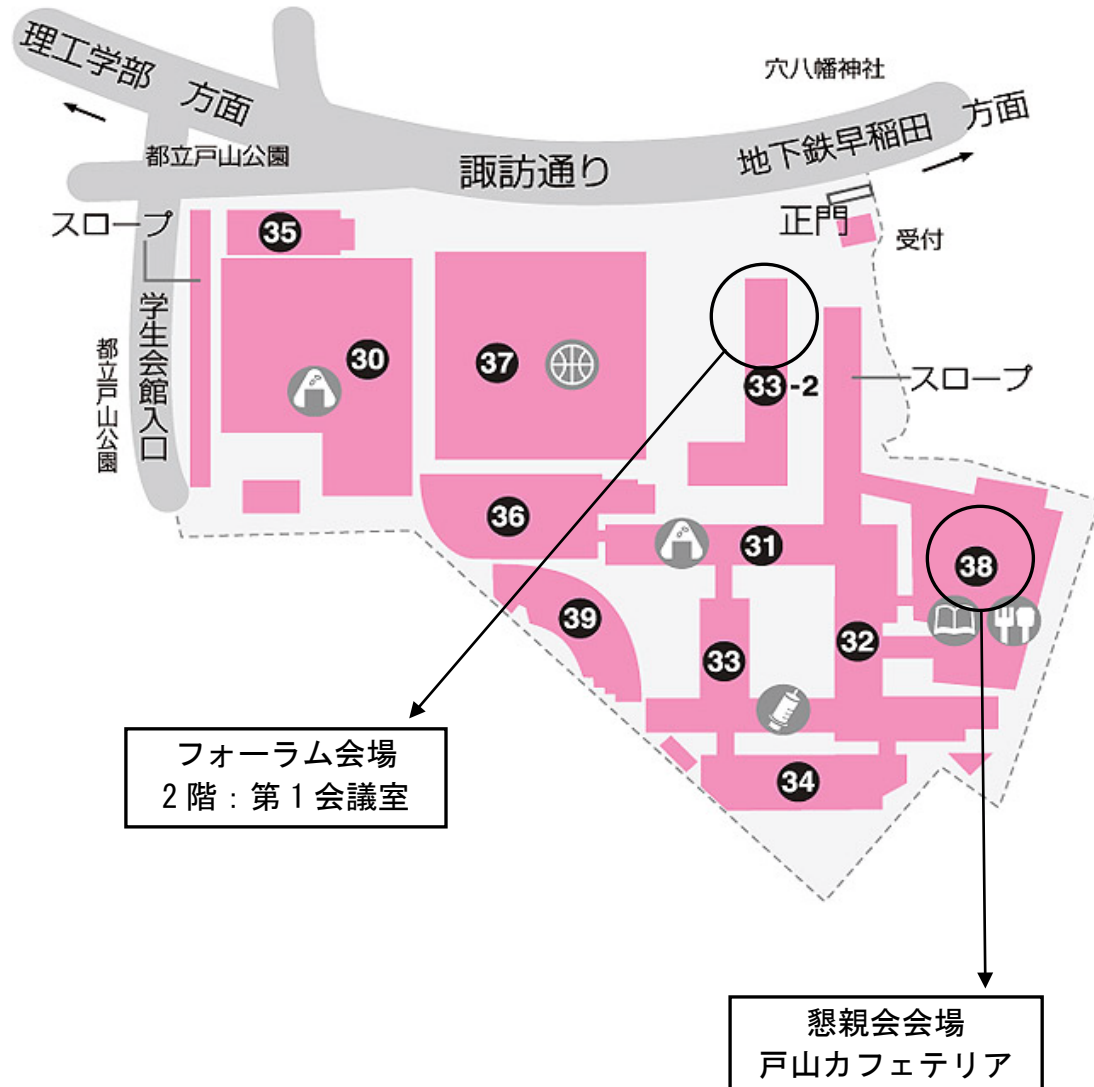 理工学部 方面
穴八幡神社
地下鉄早稲田 方面
都立戸山公園
諏訪通り
スロープ
正門
受付
35
学生会館入口
都立戸山公園
30
37
33-2
スロープ
36
31
38
39
33
32
34
フォーラム会場
2階：第1会議室
懇親会会場
戸山カフェテリア